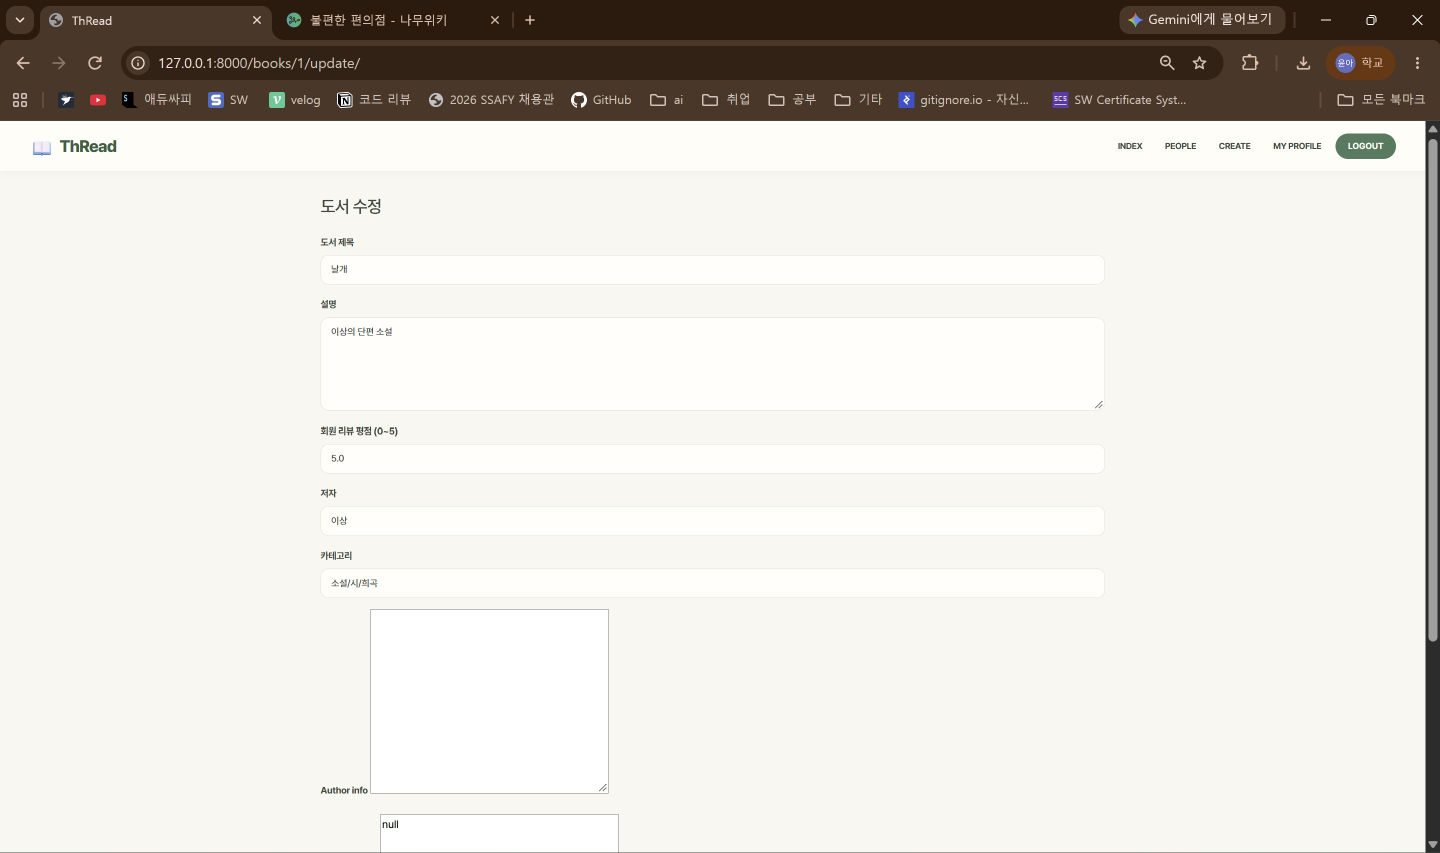 ThRead
불편한 편의점 - 나무위키
Gemini에게 물어보기
127.0.0.1:8000/books/1/update/
윤아 학교
애듀싸피
SW
velog
코드 리뷰
2026 SSAFY 채용관
GitHub
ai
취업
공부
기타
gitignore.io - 자신...
SW Certificate Syst...
모든 북마크
ThRead
INDEX
PEOPLE
CREATE
MY PROFILE
LOGOUT
도서 수정
도서 제목
날개
설명
이상의 단편 소설
회원 리뷰 평점 (0~5)
5.0
저자
이상
카테고리
소설/시/희곡
Author info
null